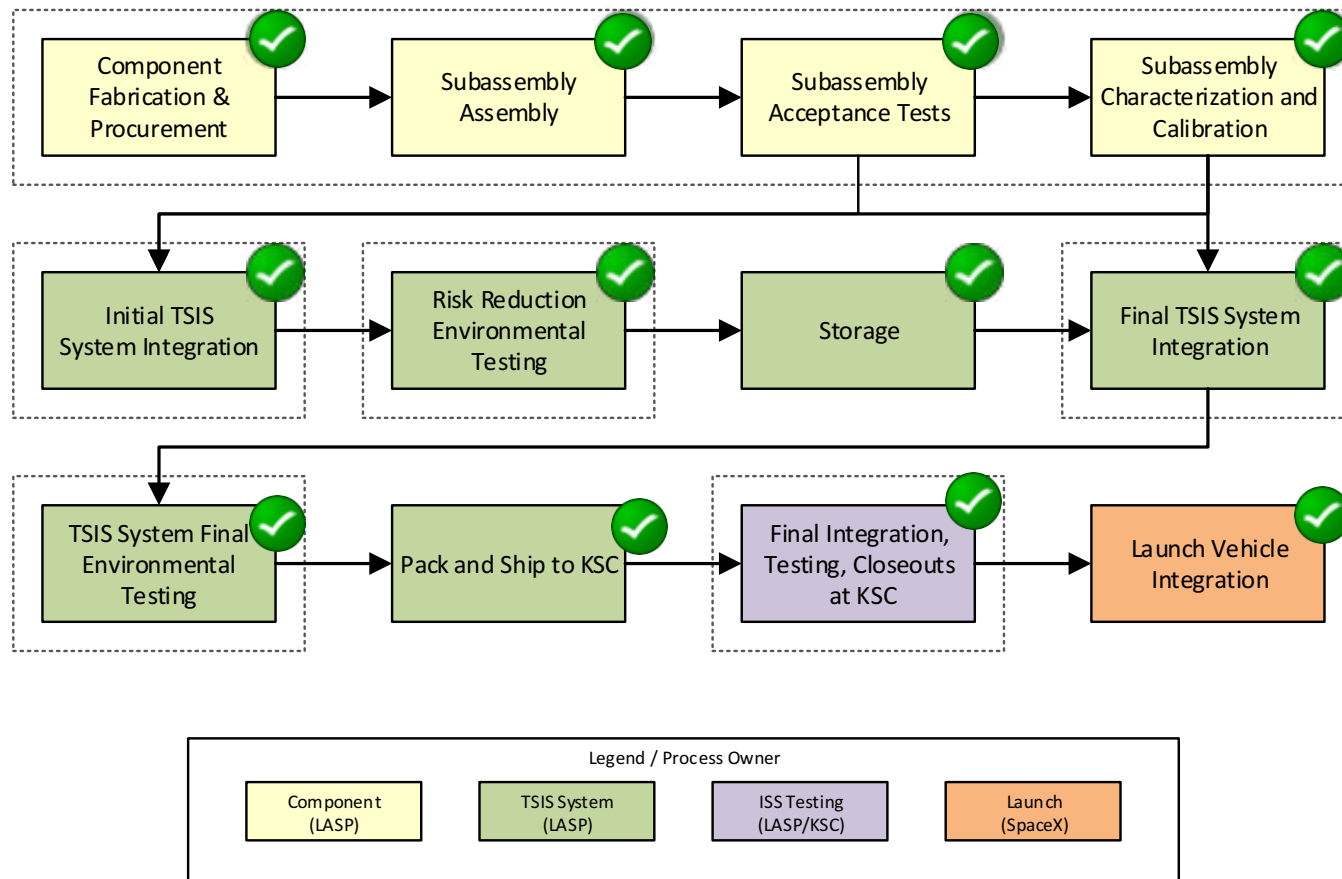 Component
Fabrication &
Procurement
Subassembly
Assembly
Subassembly
Acceptance Tests
Subassembly
Characterization and
Calibration
Initial TSIS
System Integration
Risk Reduction
Environmental
Testing
Storage
Final TSIS System
Integration
TSIS System Final
Environmental
Testing
Pack and Ship to KSC
Final Integration,
Testing, Closeouts
at KSC
Launch Vehicle
Integration
Legend / Process Owner
Component
(LASP)
TSIS System
(LASP)
ISS Testing
(LASP/KSC)
Launch
(SpaceX)